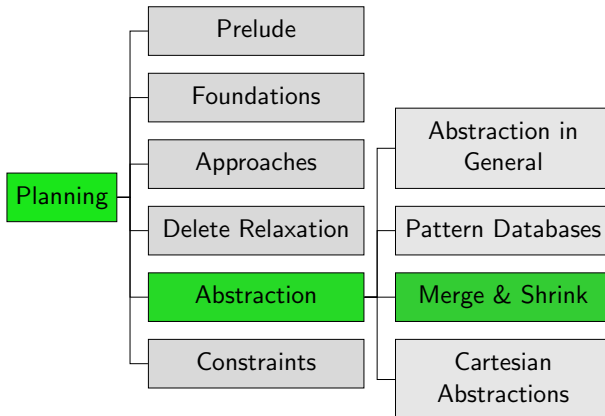 Planning
Prelude
Foundations
Approaches
Delete Relaxation
Abstraction
Constraints
Abstraction in
General
Pattern Databases
Merge & Shrink
Cartesian
Abstractions